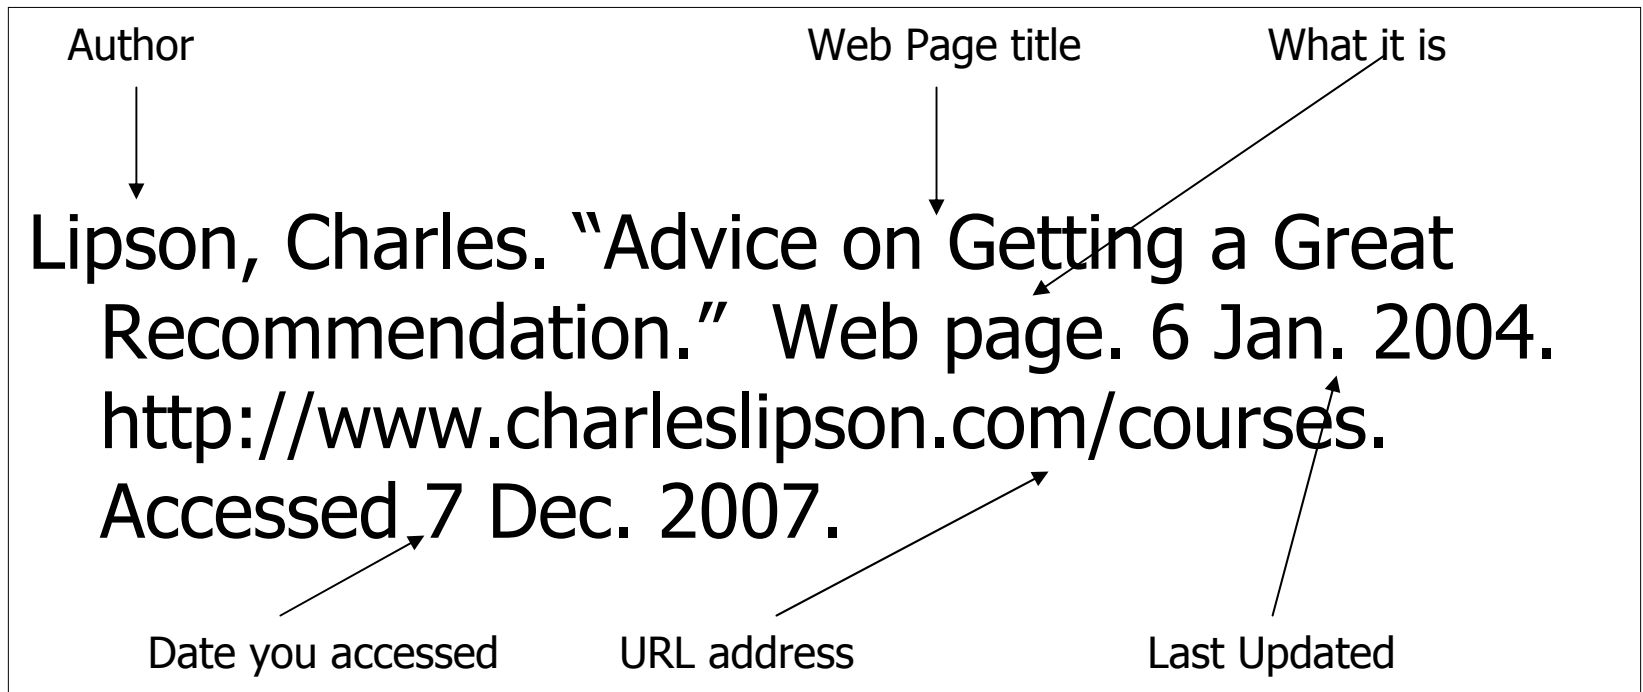 Author Web Page title What it is
Lipson, Charles. “Advice on Getting a Great
Recommendation.” Web page. 6 Jan. 2004.
http://www.charleslipson.com/courses.
Accessed 7 Dec. 2007.
Date you accessed URL address Last Updated